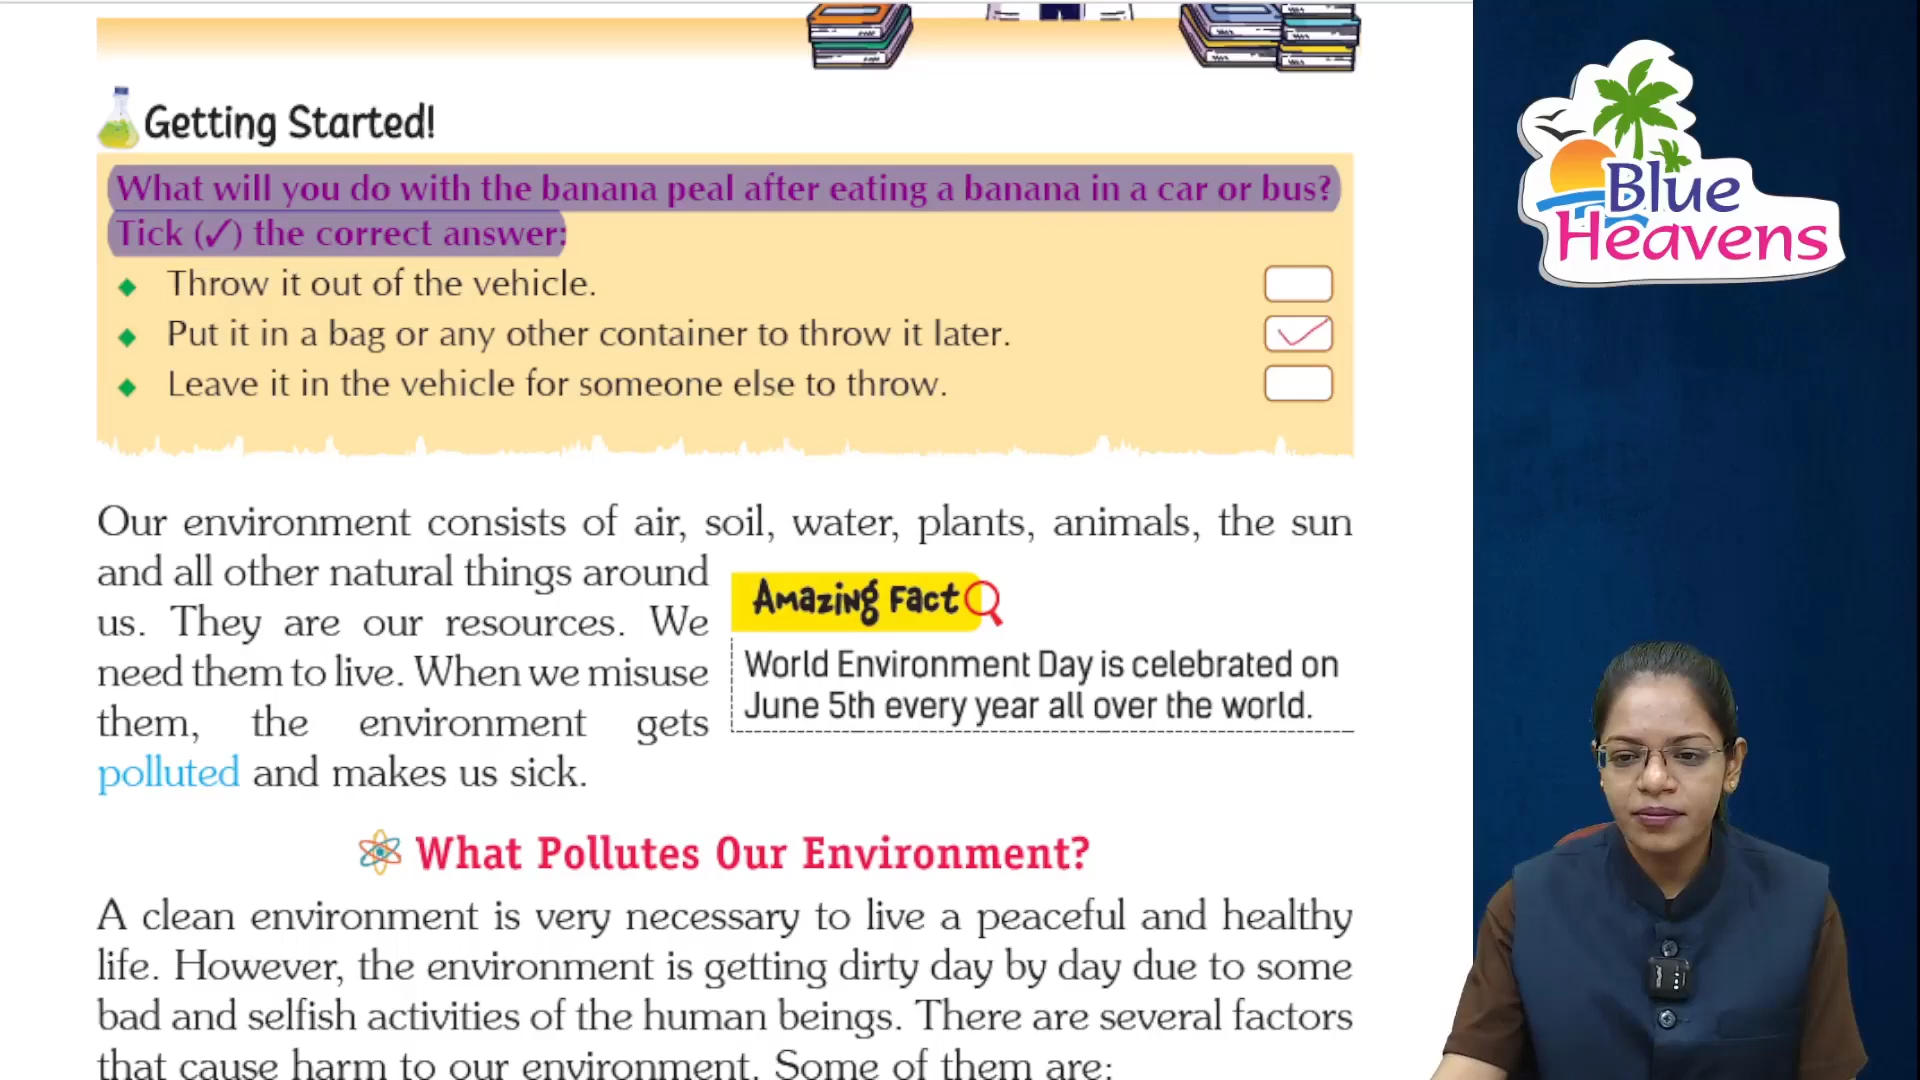 Getting Started!
What will you do with the banana peal after eating a banana in a car or bus?
Tick (✓) the correct answer:
Throw it out of the vehicle.
Put it in a bag or any other container to throw it later.
Leave it in the vehicle for someone else to throw.
Our environment consists of air, soil, water, plants, animals, the sun
and all other natural things around
us. They are our resources. We
need them to live. When we misuse
them, the environment gets
polluted and makes us sick.
Amazing Fact
World Environment Day is celebrated on
June 5th every year all over the world.
What Pollutes Our Environment?
A clean environment is very necessary to live a peaceful and healthy
life. However, the environment is getting dirty day by day due to some
bad and selfish activities of the human beings. There are several factors
that cause harm to our environment. Some of them are:
Blue
Heavens